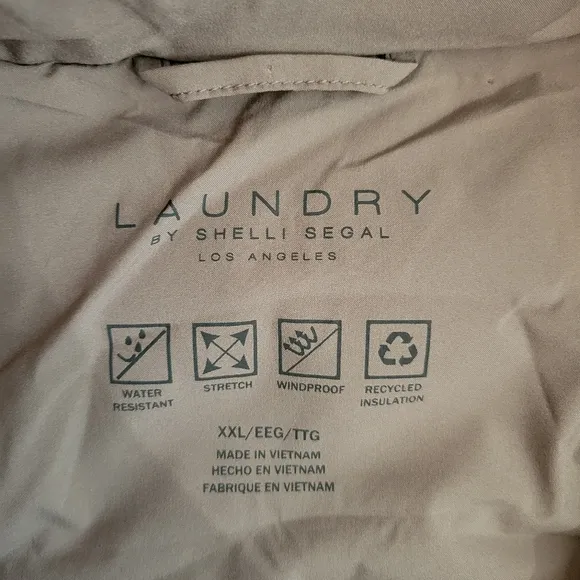 LAUNDRY
BY SHELLI SEGAL
LOS ANGELES
WATER RESISTANT
STRETCH
WINDPROOF
RECYCLED INSULATION
XXL/EEG/TTG
MADE IN VIETNAM
HECHO EN VIETNAM
FABRIQUE EN VIETNAM